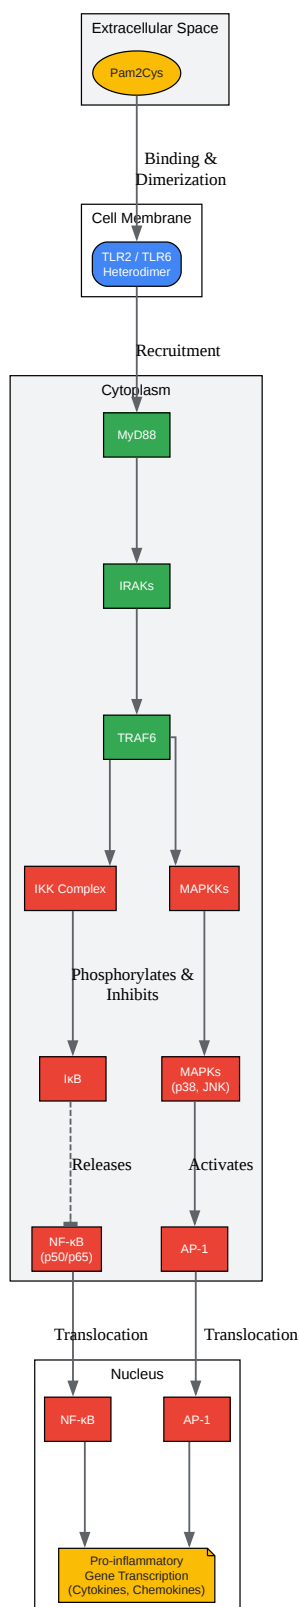 Extracellular Space
Pam2Cys
Binding &
Dimerization
Cell Membrane
TLR2 / TLR6
Heterodimer
Recruitment
Cytoplasm
MyD88
IRAKs
TRAF6
IKK Complex
MAPKKs
Phosphorylates &
Inhibits
IκB
MAPKs
(p38, JNK)
Releases
Activates
NF-κB
(p50/p65)
AP-1
Translocation
Translocation
Nucleus
NF-κB
AP-1
Pro-inflammatory
Gene Transcription
(Cytokines, Chemokines)